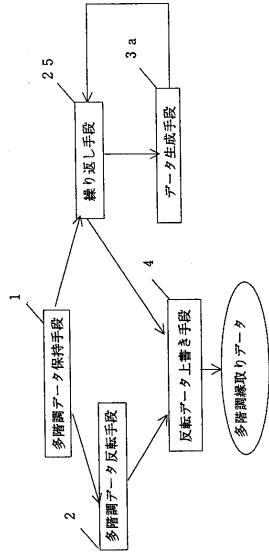 1
多階調データ保持手段
2
多階調データ反転手段
25
繰り返し手段
3a
データ生成手段
4
反転データ上書き手段
多階調縁取りデータ